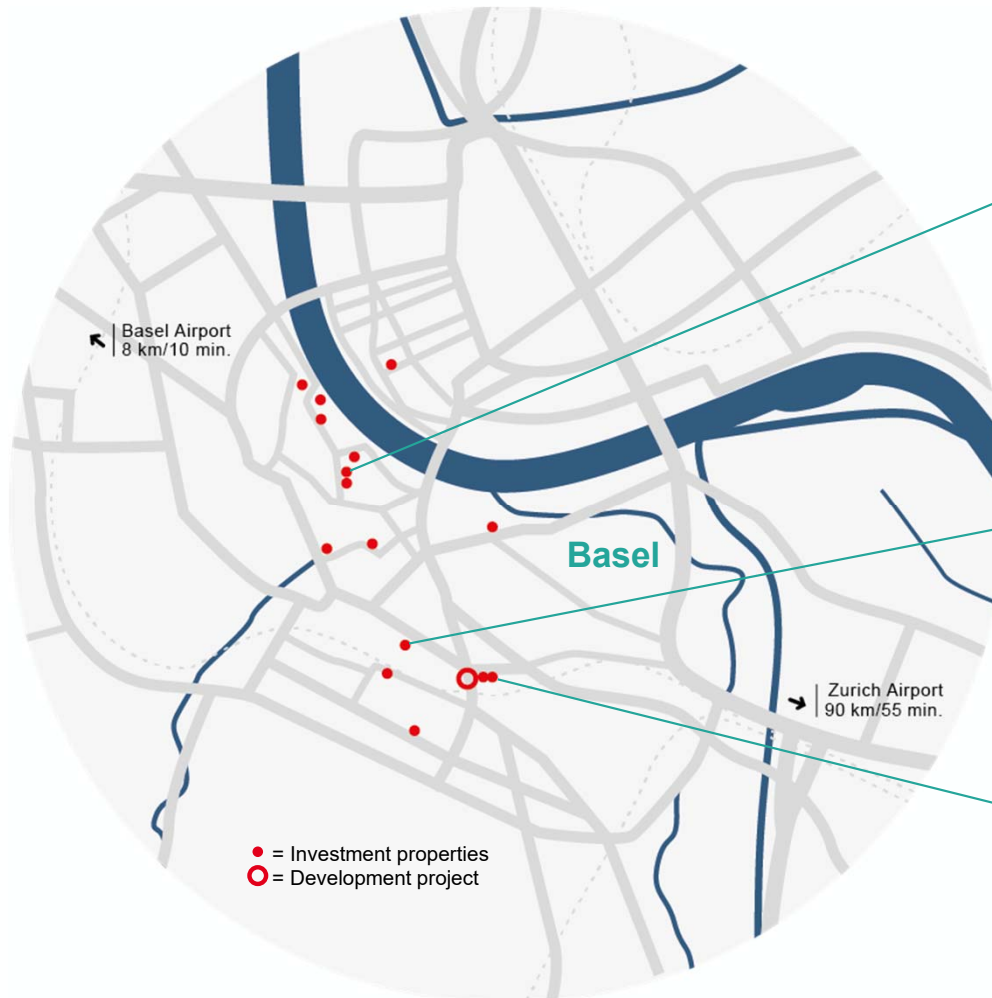 Basel Airport
8 km/10 min.
Basel
Zurich Airport
90 km/55 min.
= Investment properties
= Development project